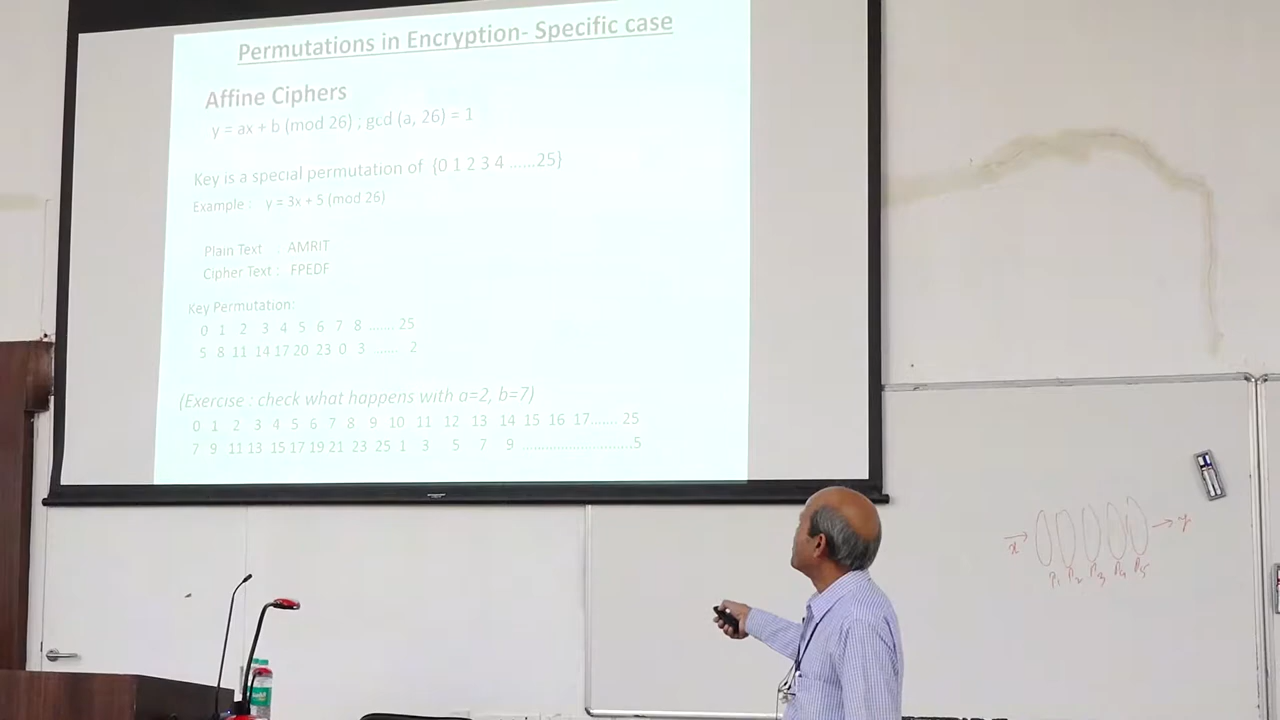 Permutations in Encryption- Specific case
Affine Ciphers
y = ax + b (mod 26) ; gcd (a, 26) = 1
Key is a special permutation of {0 1 2 3 4 ......25}
Example : y = 3x + 5 (mod 26)
Plain Text : AMRIT
Cipher Text : FPEDF
Key Permutation:
0 1 2 3 4 5 6 7 8 ....... 25
5 8 11 14 17 20 23 0 3 ...... 2
(Exercise : check what happens with a=2, b=7)
0 1 2 3 4 5 6 7 8 9 10 11 12 13 14 15 16 17...... 25
7 9 11 13 15 17 19 21 23 25 1 3 5 7 9 ...........................5
x → → y
P1 P2 P3 P4 P5